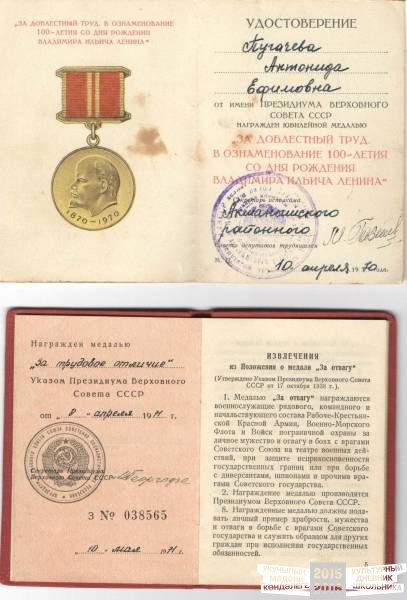 „ЗА ДОБЛЕСТНЫЙ ТРУД. В ОЗНАМЕНОВАНИЕ
100-ЛЕТИЯ СО ДНЯ РОЖДЕНИЯ
ВЛАДИМИРА ИЛЬИЧА ЛЕНИНА"
1870-1970
УДОСТОВЕРЕНИЕ
Пугачева
Антонида
Ефимовна
ОТ ИМЕНИ ПРЕЗИДИУМА ВЕРХОВНОГО
СОВЕТА СССР
НАГРАЖДЕН ЮБИЛЕЙНОЙ МЕДАЛЬЮ
„ЗА ДОБЛЕСТНЫЙ ТРУД.
В ОЗНАМЕНОВАНИЕ 100-ЛЕТИЯ
СО ДНЯ РОЖДЕНИЯ
ВЛАДИМИРА ИЛЬИЧА ЛЕНИНА"
Секретарь исполкома
районного
Совета депутатов трудящихся
М. П.
10 апреля 1970 г.
Награжден медалью
„За трудовое отличие"
Указом Президиума Верховного
Совета СССР
от „8" апреля 1971 г.
Секретарь Президиума
Верховного Совета СССР
З № 038565
„10" мая 1971 г.
ИЗВЛЕЧЕНИЯ
из Положения о медали „За отвагу"
(Утверждено Указом Президиума Верховного Совета
СССР от 17 октября 1938 г.)
1. Медалью „За отвагу" награждаются
военнослужащие рядового, командного и
начальствующего состава Рабоче-Крестьян-
ской Красной Армии, Военно-Морского
Флота и Войск пограничной охраны за
личное мужество и отвагу в боях с врагами
Советского Союза на театре военных дей-
ствий, при защите неприкосновенности
государственных границ или при борьбе
с диверсантами, шпионами и прочими вра-
гами Советского государства.
2. Награждение медалью производится
Президиумом Верховного Совета СССР.
8. Награжденные медалью должны пода-
вать личный пример храбрости, мужества
и отваги в борьбе с врагами Советского
Союза и служить образцом для других
граждан при исполнении государственных
обязанностей.
5
2015
КУЛЬТУРНЫЙ
ДНЕВНИК
ШКОЛЬНИКА